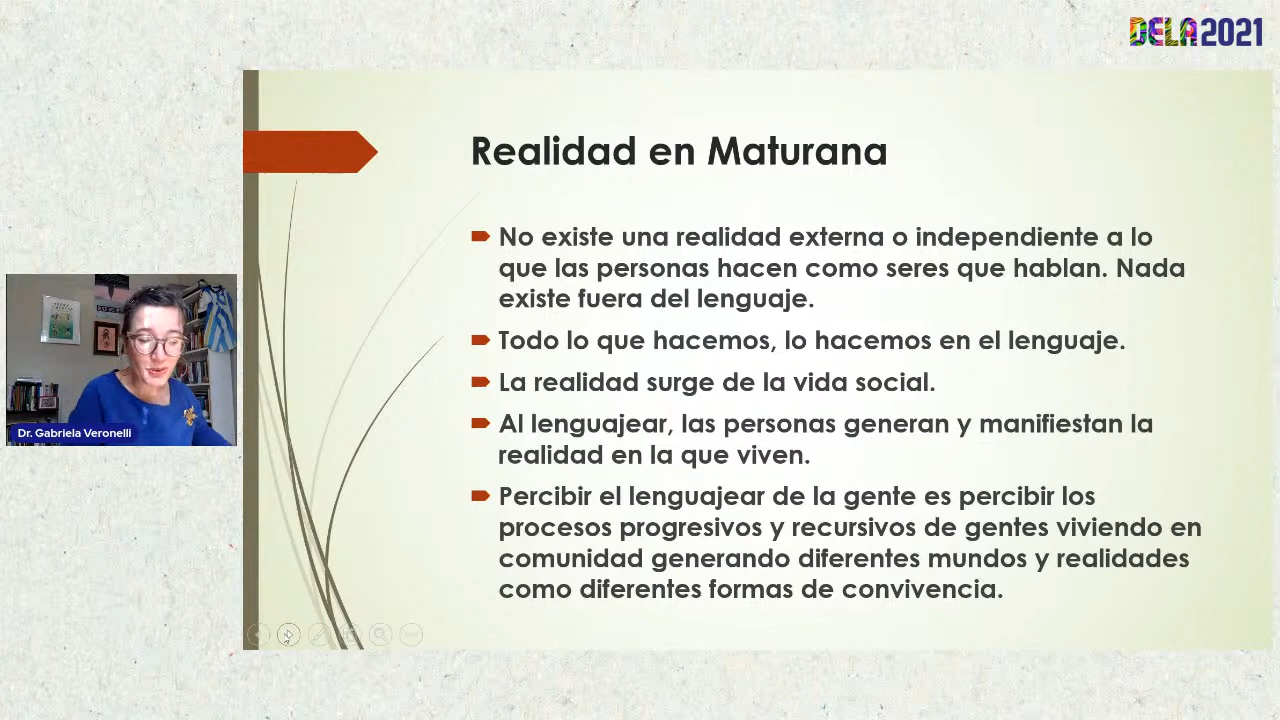 DELA 2021
Realidad en Maturana
No existe una realidad externa o independiente a lo
que las personas hacen como seres que hablan. Nada
existe fuera del lenguaje.
Todo lo que hacemos, lo hacemos en el lenguaje.
La realidad surge de la vida social.
Al lenguajear, las personas generan y manifiestan la
realidad en la que viven.
Percibir el lenguajear de la gente es percibir los
procesos progresivos y recursivos de gentes viviendo en
comunidad generando diferentes mundos y realidades
como diferentes formas de convivencia.
Dr. Gabriela Veronelli